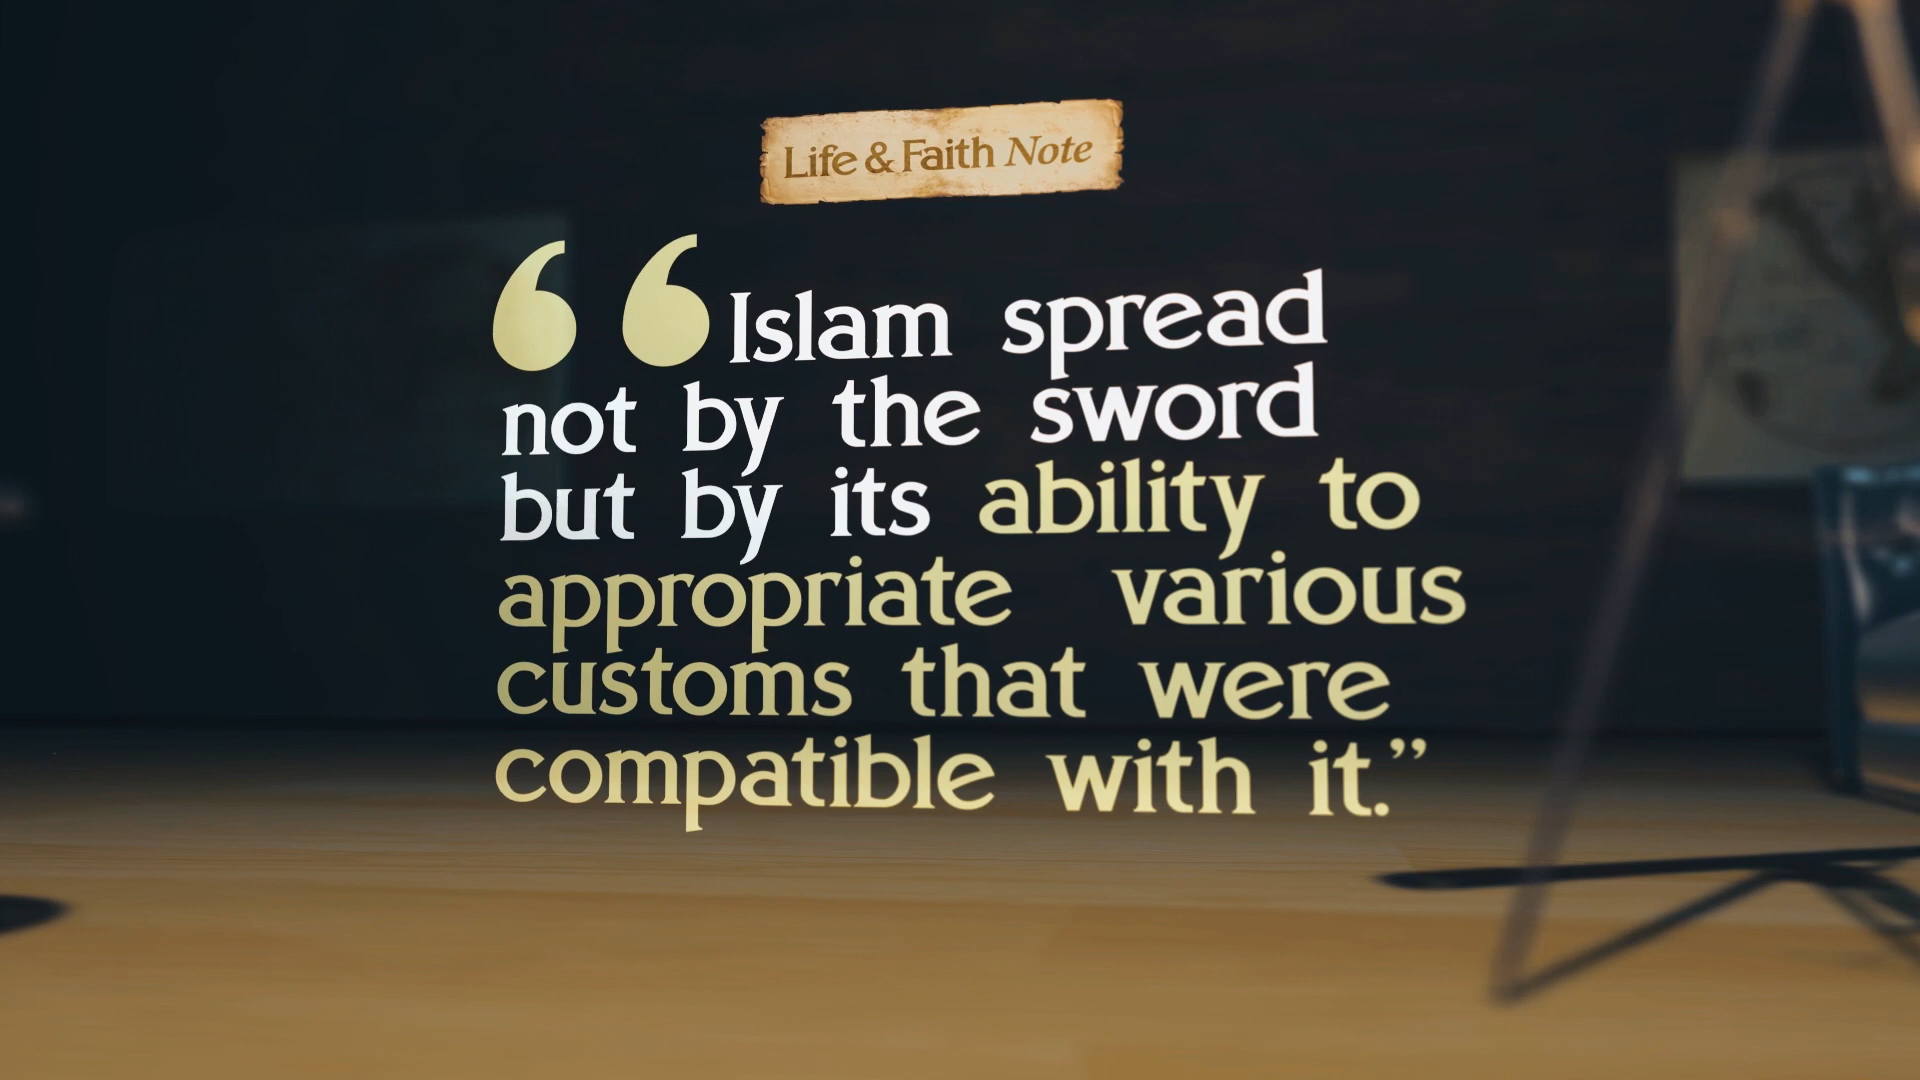 Life & Faith Note
“Islam spread
not by the sword
but by its ability to
appropriate various
customs that were
compatible with it.”